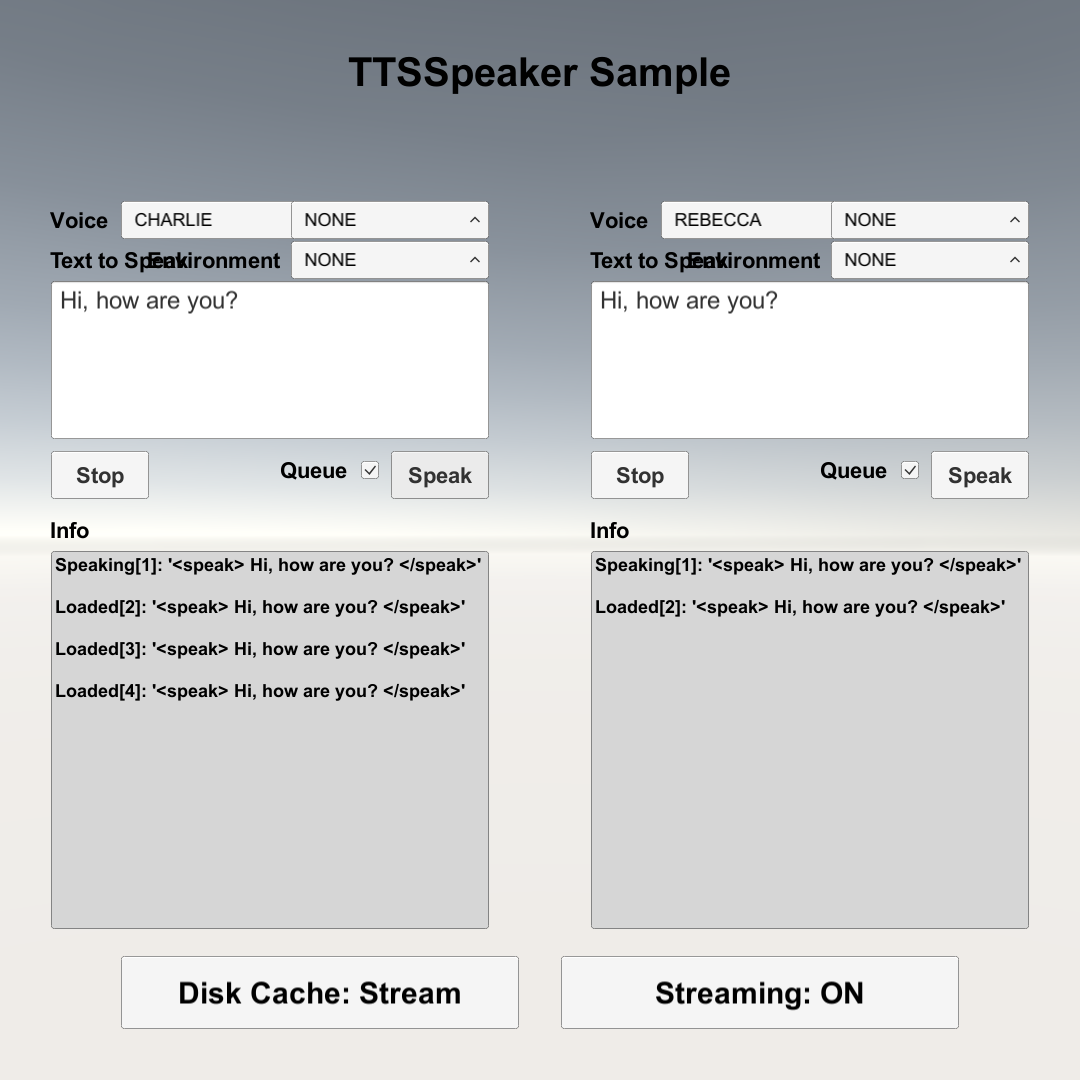 TTSSpeaker Sample
Voice CHARLIE NONE
Text to Speak Environment NONE
Hi, how are you?
Stop Queue Speak
Info
Speaking[1]: '<speak> Hi, how are you? </speak>'
Loaded[2]: '<speak> Hi, how are you? </speak>'
Loaded[3]: '<speak> Hi, how are you? </speak>'
Loaded[4]: '<speak> Hi, how are you? </speak>'
Voice REBECCA NONE
Text to Speak Environment NONE
Hi, how are you?
Stop Queue Speak
Info
Speaking[1]: '<speak> Hi, how are you? </speak>'
Loaded[2]: '<speak> Hi, how are you? </speak>'
Disk Cache: Stream
Streaming: ON